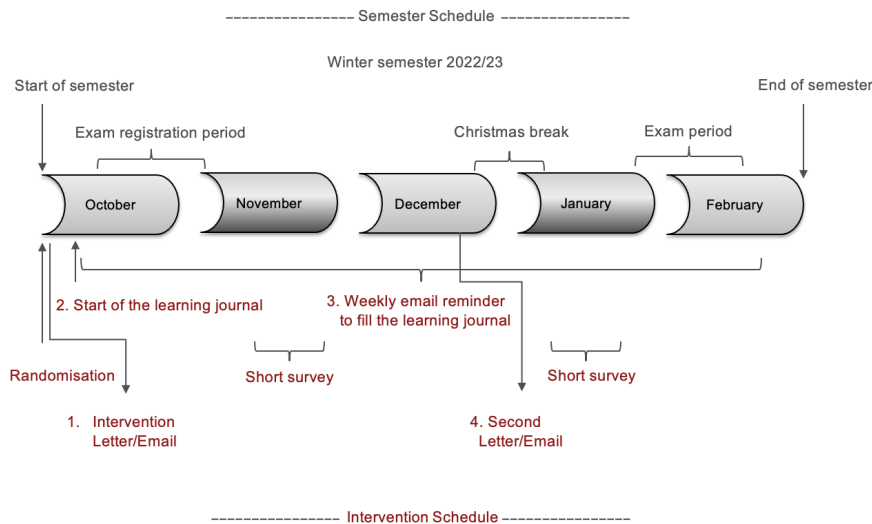 Semester Schedule
Winter semester 2022/23
Start of semester
End of semester
Exam registration period
Christmas break
Exam period
October
November
December
January
February
2. Start of the learning journal
3. Weekly email reminder
to fill the learning journal
Randomisation
Short survey
Short survey
1. Intervention
Letter/Email
4. Second
Letter/Email
Intervention Schedule